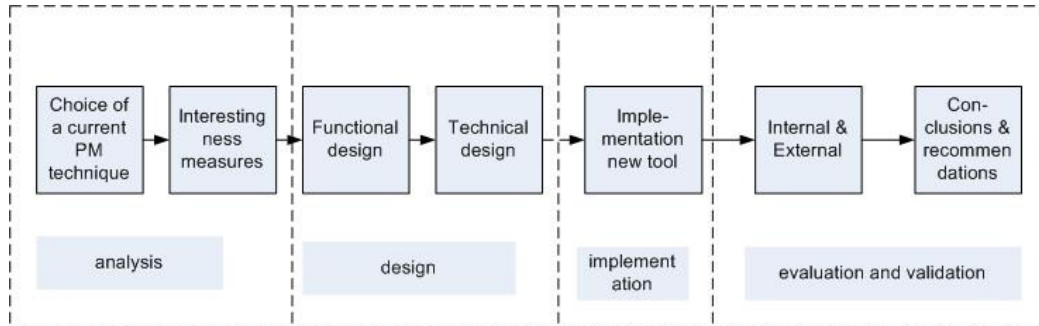 Choice of
a current
PM
technique
Interesting
ness
measures
Functional
design
Technical
design
Imple-
mentation
new tool
Internal &
External
Con-
clusions &
recommen
dations
analysis
design
implement
ation
evaluation and validation